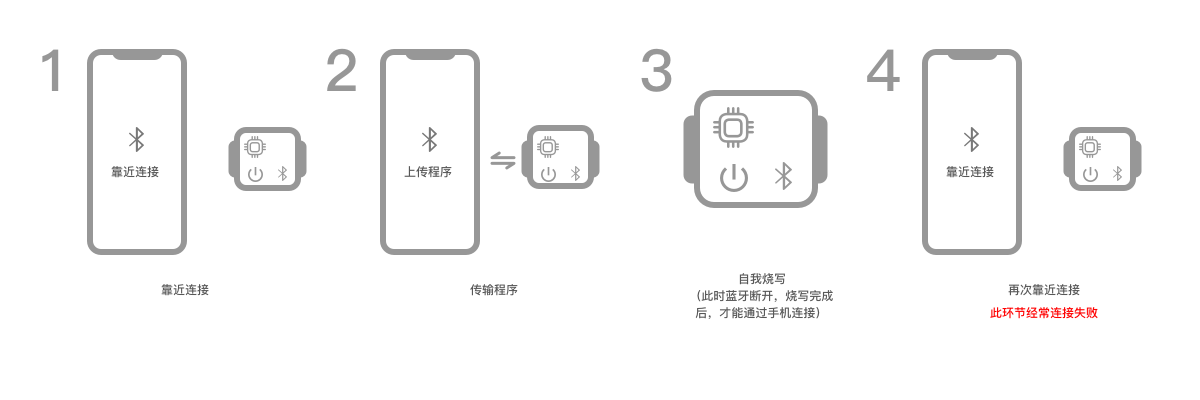 1
靠近连接
靠近连接
2
上传程序
传输程序
3
自我烧写
（此时蓝牙断开，烧写完成
后，才能通过手机连接）
4
靠近连接
再次靠近连接
此环节经常连接失败